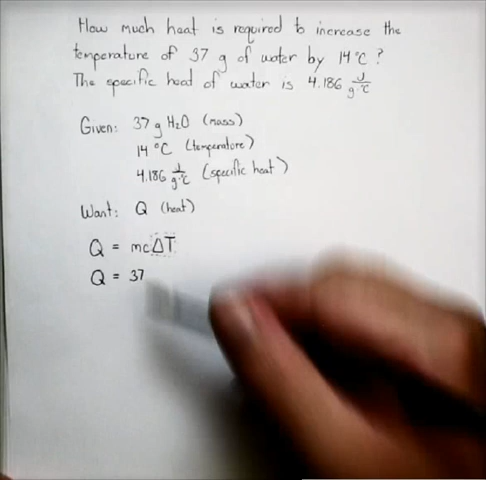 How much heat is required to increase the
temperature of 37 g of water by 14 °C ?
The specific heat of water is 4.186 J/g·°C
Given: 37 g H₂O (mass)
14 °C (temperature)
4.186 J/g·°C (specific heat)
Want: Q (heat)
Q = mcΔT
Q = 37